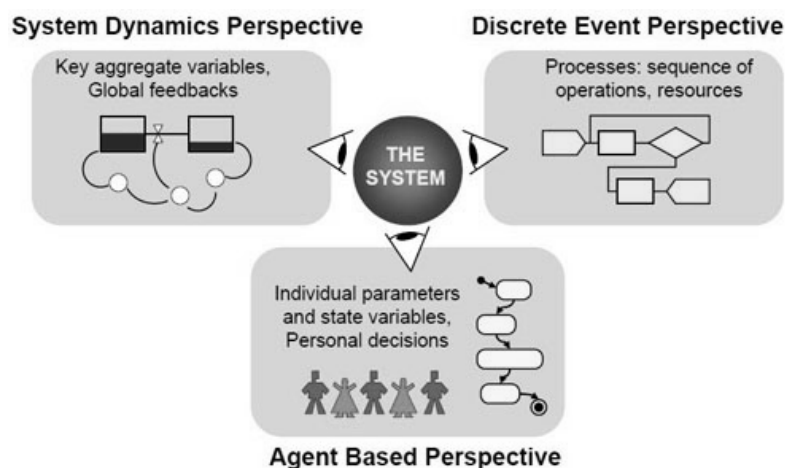 System Dynamics Perspective
Key aggregate variables,
Global feedbacks
Discrete Event Perspective
Processes: sequence of
operations, resources
THE
SYSTEM
Individual parameters
and state variables,
Personal decisions
Agent Based Perspective